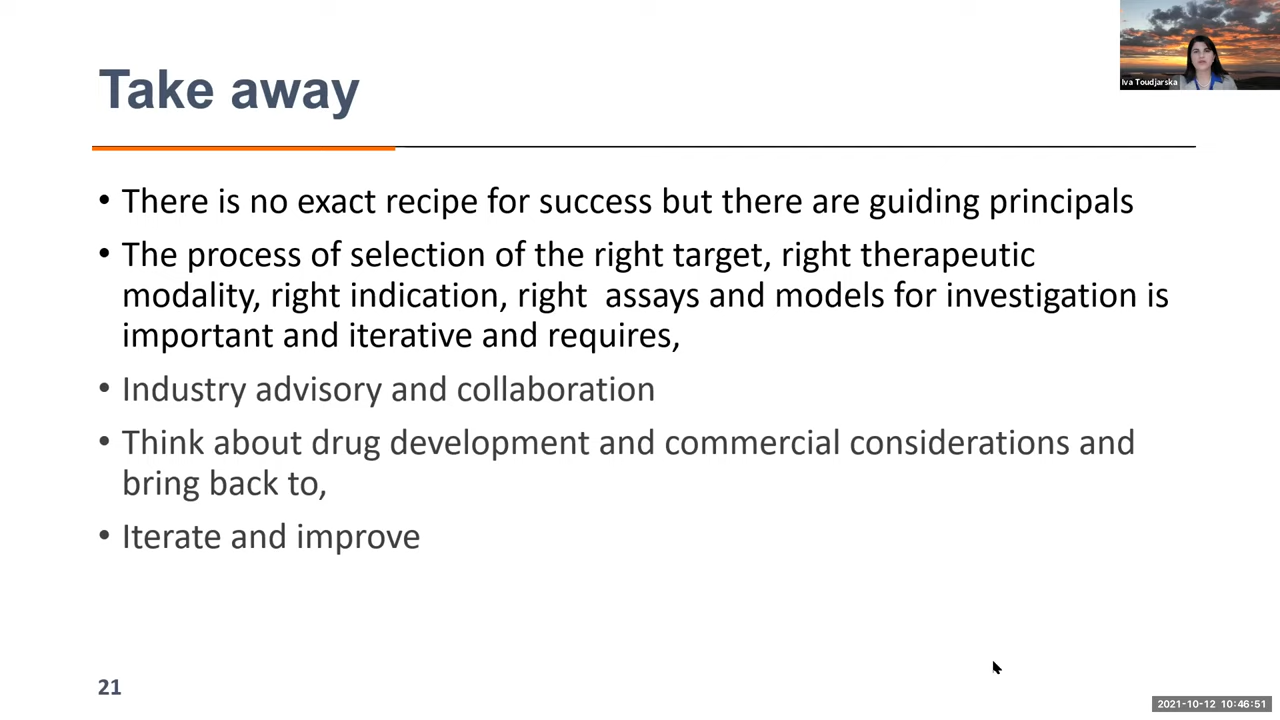 Take away
Iva Toudjarska
• There is no exact recipe for success but there are guiding principals
• The process of selection of the right target, right therapeutic
modality, right indication, right  assays and models for investigation is
important and iterative and requires,
• Industry advisory and collaboration
• Think about drug development and commercial considerations and
bring back to,
• Iterate and improve
21
2021-10-12 10:46:51